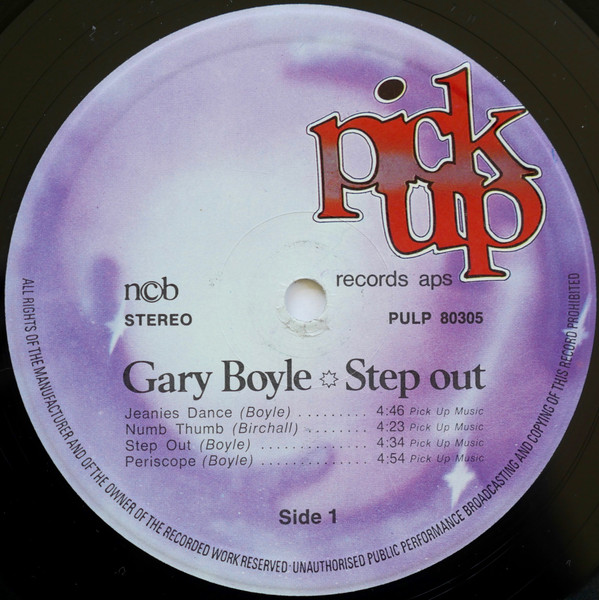 pick
up
records aps
ncb
STEREO
PULP 80305
Gary Boyle ✵ Step out
Jeanies Dance (Boyle) ......... 4:46 Pick Up Music
Numb Thumb (Birchall) ........ 4:23 Pick Up Music
Step Out (Boyle) .............. 4:34 Pick Up Music
Periscope (Boyle) ............. 4:54 Pick Up Music
Side 1
ALL RIGHTS OF THE MANUFACTURER AND OF THE OWNER OF THE RECORDED WORK RESERVED · UNAUTHORISED PUBLIC PERFORMANCE BROADCASTING AND COPYING OF THIS RECORD PROHIBITED